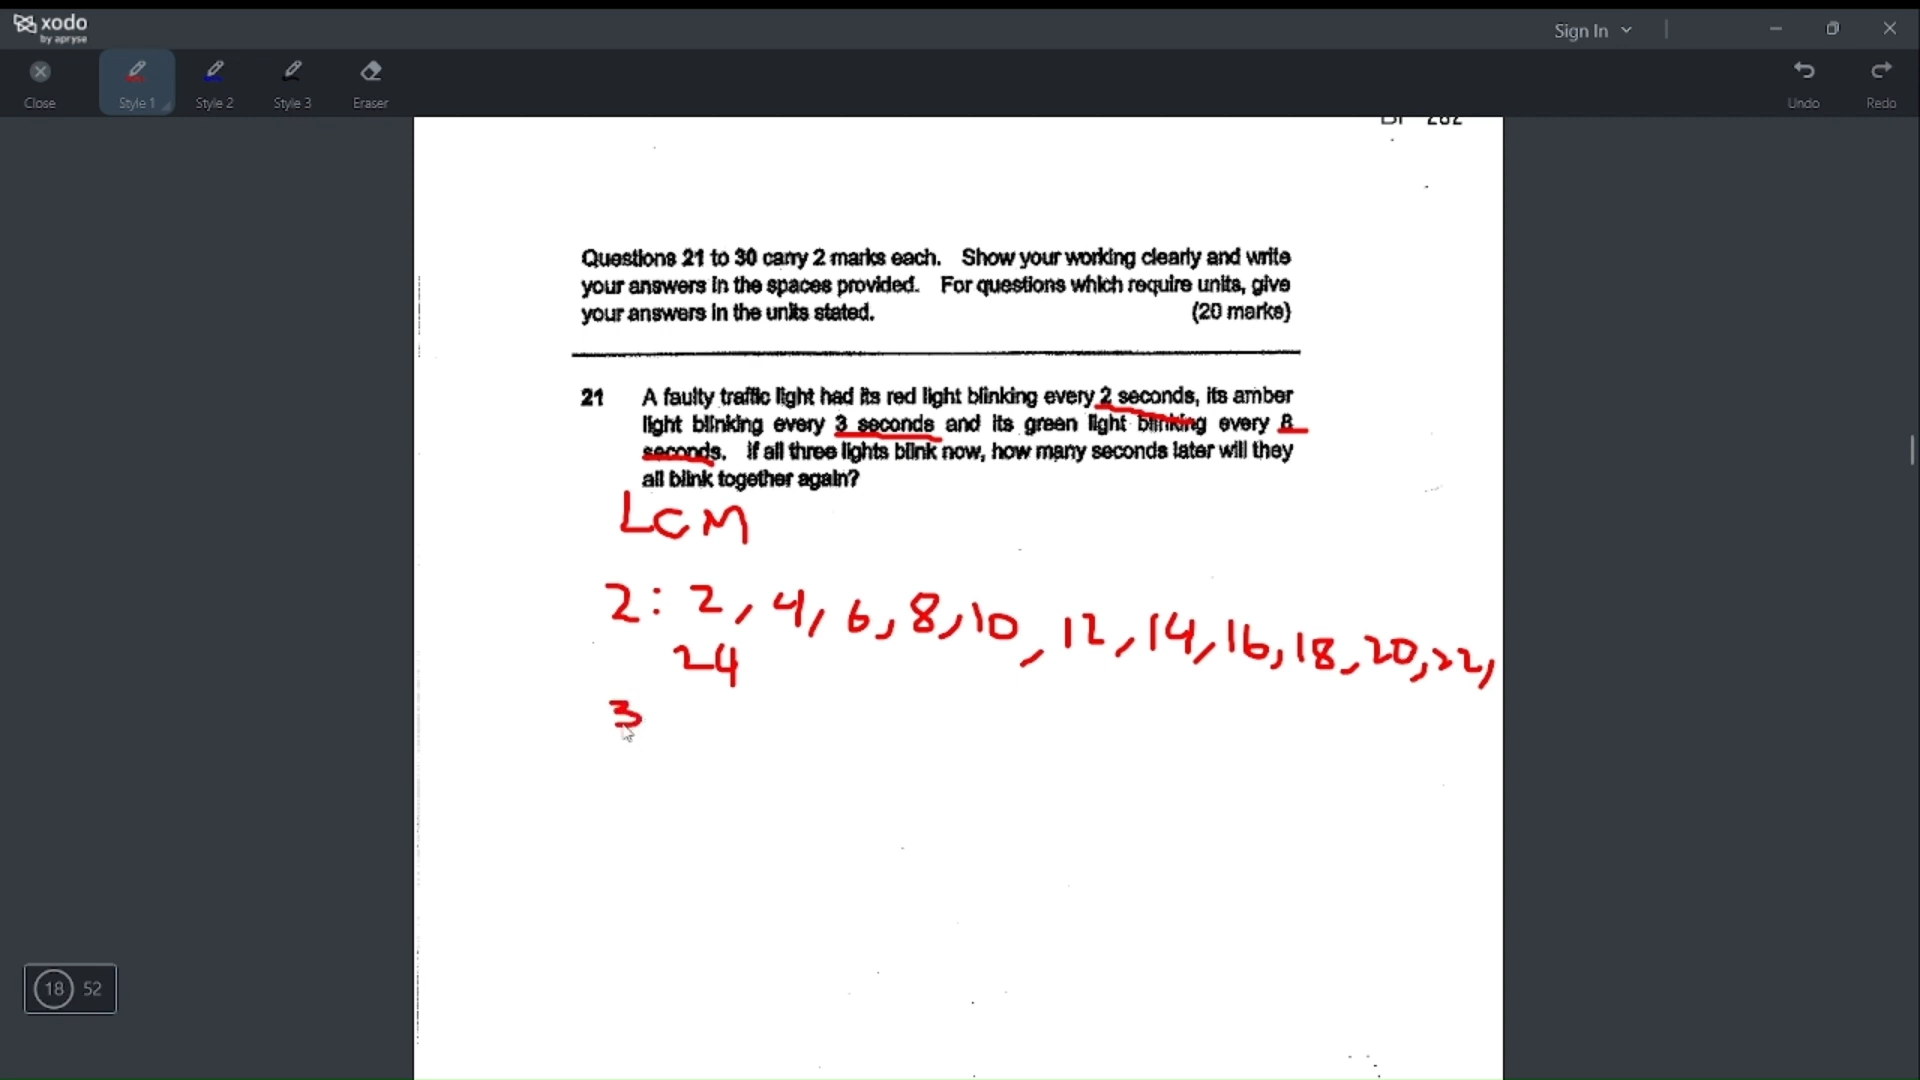 xodo
by apryse
Sign In
Close
Style 1
Style 2
Style 3
Eraser
Undo
Redo
Questions 21 to 30 carry 2 marks each. Show your working clearly and write
your answers in the spaces provided. For questions which require units, give
your answers in the units stated. (20 marks)
21 A faulty traffic light had its red light blinking every 2 seconds, its amber
light blinking every 3 seconds and its green light blinking every 8
seconds. If all three lights blink now, how many seconds later will they
all blink together again?
LCM
2: 2, 4, 6, 8, 10, 12, 14, 16, 18, 20, 22,
24
3
18 52